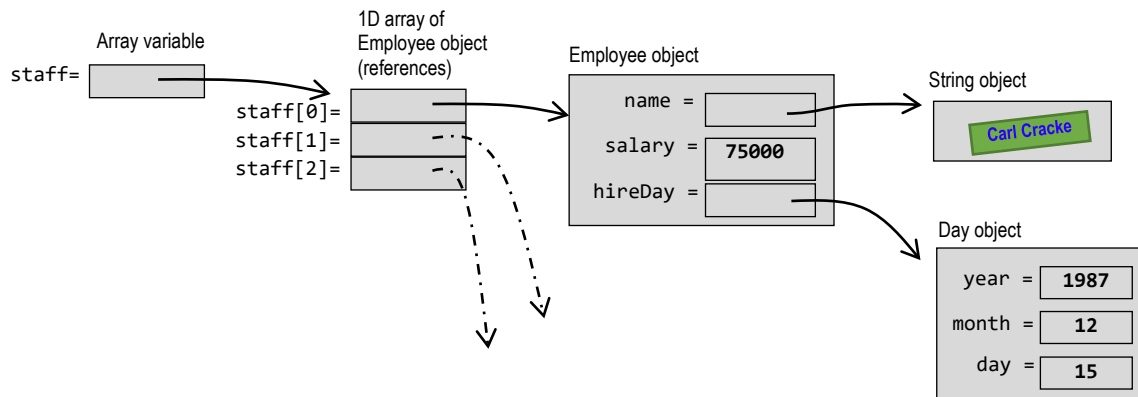 Array variable
staff=
1D array of
Employee object
(references)
staff[0]=
staff[1]=
staff[2]=
Employee object
name =
salary = 75000
hireDay =
String object
Carl Cracke
Day object
year = 1987
month = 12
day = 15